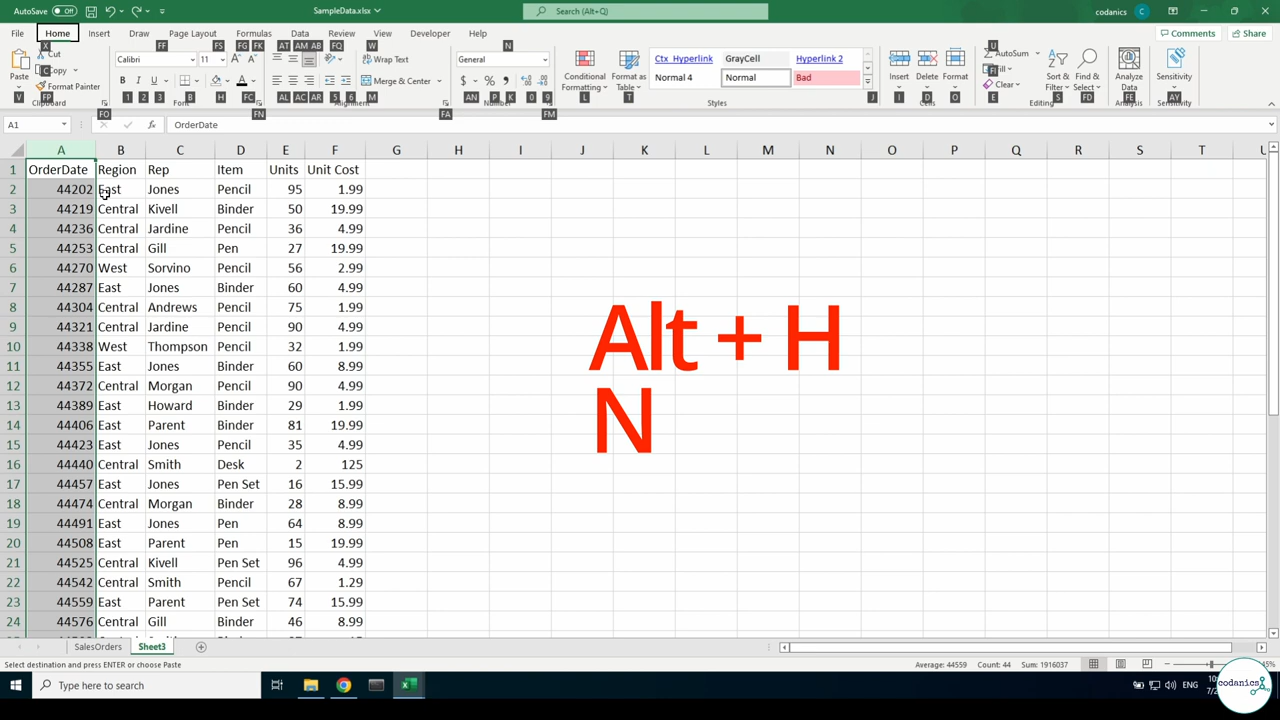 AutoSave Off
SampleData.xlsx
Search (Alt+Q)
codanics C
File Home Insert Draw Page Layout Formulas Data Review View Developer Help
Comments Share
Paste
Cut
Copy
Format Painter
Clipboard
Calibri 11
B I U
Font
Wrap Text
Merge & Center
Alignment
General
$ % ,
Number
Conditional Formatting
Format as Table
Ctx_Hyperlink GrayCell Hyperlink 2
Normal 4 Normal Bad
Styles
Insert Delete Format
Cells
AutoSum
Fill
Clear
Sort & Filter
Find & Select
Editing
Analyze Data
Analysis
Sensitivity
Sensitivity
A1 fx OrderDate
A B C D E F G H I J K L M N O P Q R S T U
1 OrderDate Region Rep Item Units Unit Cost
2 44202 East Jones Pencil 95 1.99
3 44219 Central Kivell Binder 50 19.99
4 44236 Central Jardine Pencil 36 4.99
5 44253 Central Gill Pen 27 19.99
6 44270 West Sorvino Pencil 56 2.99
7 44287 East Jones Binder 60 4.99
8 44304 Central Andrews Pencil 75 1.99
9 44321 Central Jardine Pencil 90 4.99
10 44338 West Thompson Pencil 32 1.99
11 44355 East Jones Binder 60 8.99
12 44372 Central Morgan Pencil 90 4.99
13 44389 East Howard Binder 29 1.99
14 44406 East Parent Binder 81 19.99
15 44423 East Jones Pencil 35 4.99
16 44440 Central Smith Desk 2 125
17 44457 East Jones Pen Set 16 15.99
18 44474 Central Morgan Binder 28 8.99
19 44491 East Jones Pen 64 8.99
20 44508 East Parent Pen 15 19.99
21 44525 Central Kivell Pen Set 96 4.99
22 44542 Central Smith Pencil 67 1.29
23 44559 East Parent Pen Set 74 15.99
24 44576 Central Gill Binder 46 8.99
Alt + H
N
SalesOrders Sheet3
Select destination and press ENTER or choose Paste
Average: 44559 Count: 44 Sum: 1916037
Type here to search
ENG
codanics